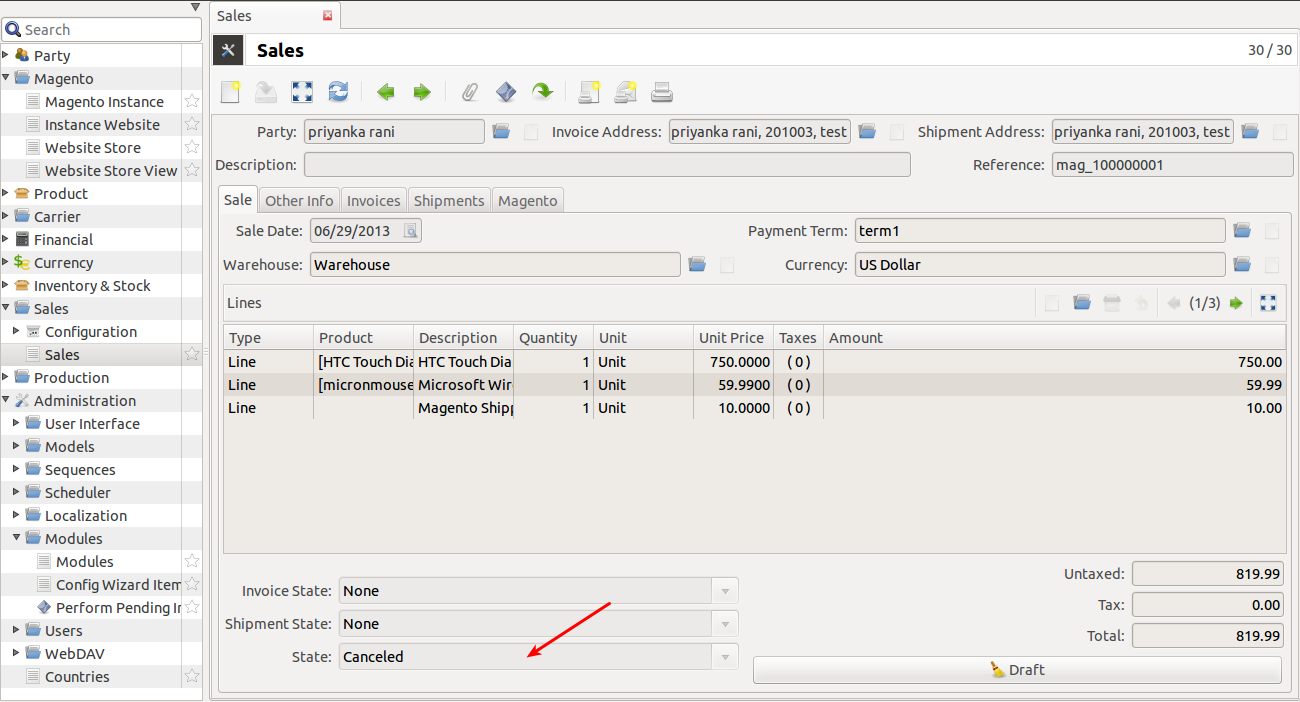 Search
Party
Magento
Magento Instance
Instance Website
Website Store
Website Store View
Product
Carrier
Financial
Currency
Inventory & Stock
Sales
Configuration
Sales
Production
Administration
User Interface
Models
Sequences
Scheduler
Localization
Modules
Modules
Config Wizard Item
Perform Pending In
Users
WebDAV
Countries
Sales
Sales 30 / 30
Party: priyanka rani Invoice Address: priyanka rani, 201003, test Shipment Address: priyanka rani, 201003, test
Description: Reference: mag_100000001
Sale Other Info Invoices Shipments Magento
Sale Date: 06/29/2013 Payment Term: term1
Warehouse: Warehouse Currency: US Dollar
Lines (1/3)
Type Product Description Quantity Unit Unit Price Taxes Amount
Line [HTC Touch Dia HTC Touch Dia 1 Unit 750.0000 ( 0 ) 750.00
Line [micronmouse Microsoft Wir 1 Unit 59.9900 ( 0 ) 59.99
Line Magento Shipp 1 Unit 10.0000 ( 0 ) 10.00
Invoice State: None
Shipment State: None
State: Canceled
Untaxed: 819.99
Tax: 0.00
Total: 819.99
Draft